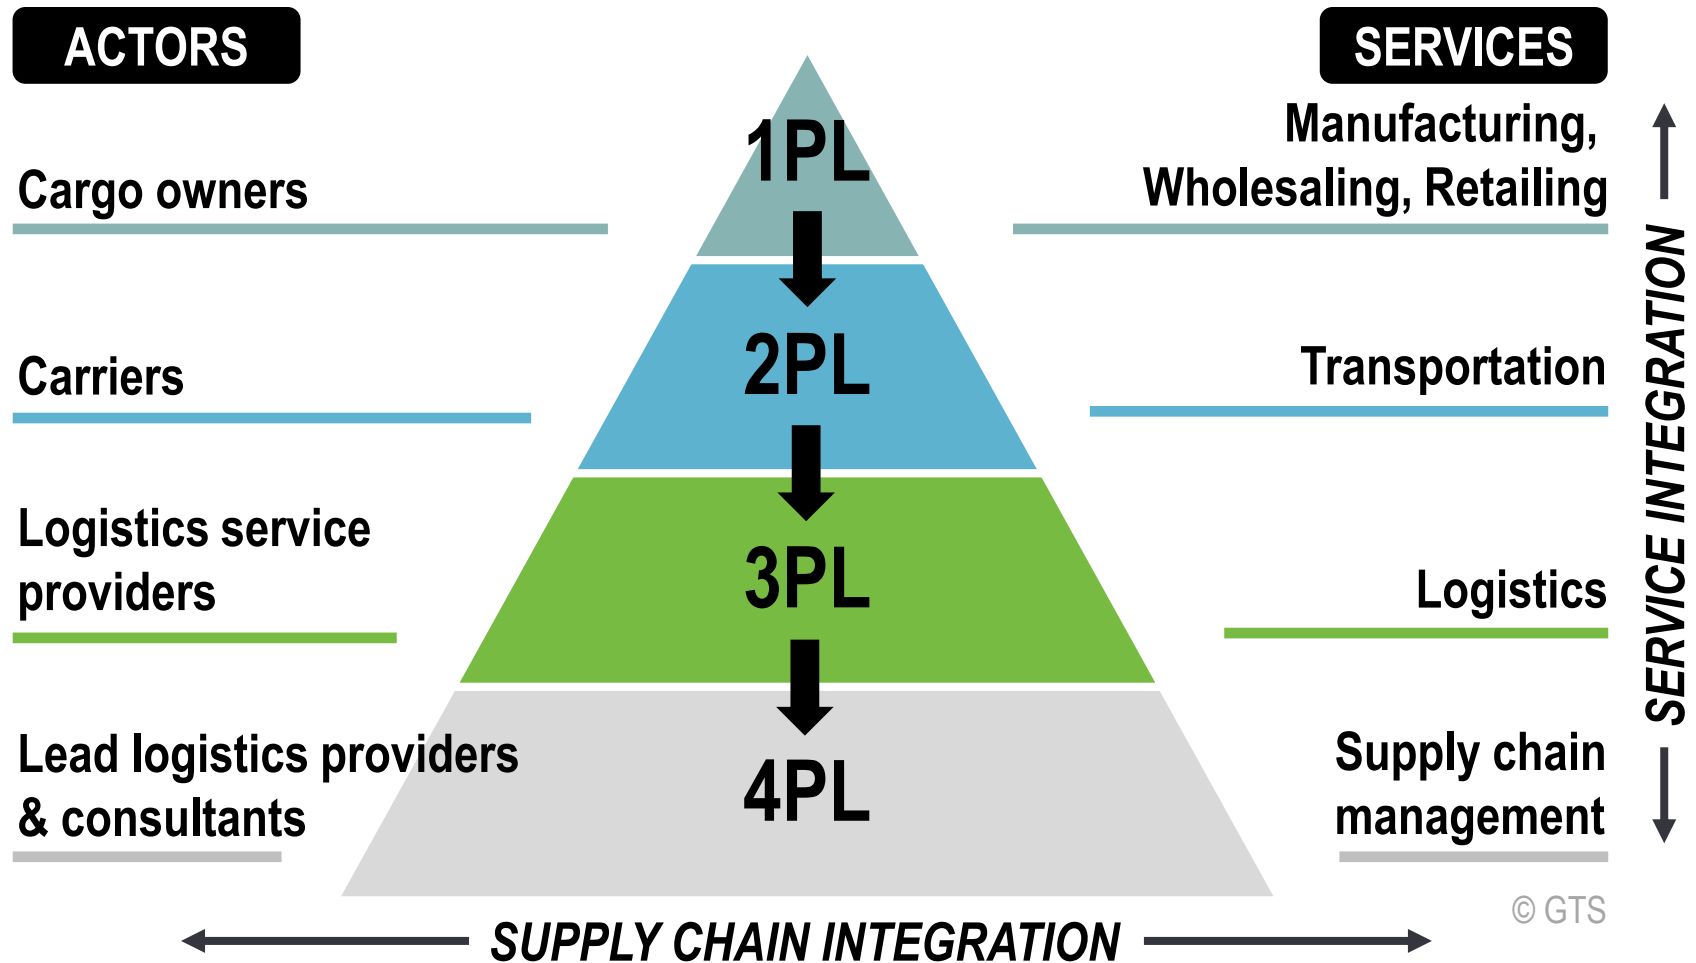 ACTORS
SERVICES
1PL
Manufacturing,
Wholesaling, Retailing
Cargo owners
2PL
Carriers
Transportation
Logistics service
providers
3PL
Logistics
Lead logistics providers
& consultants
4PL
Supply chain
management
SERVICE INTEGRATION
© GTS
SUPPLY CHAIN INTEGRATION